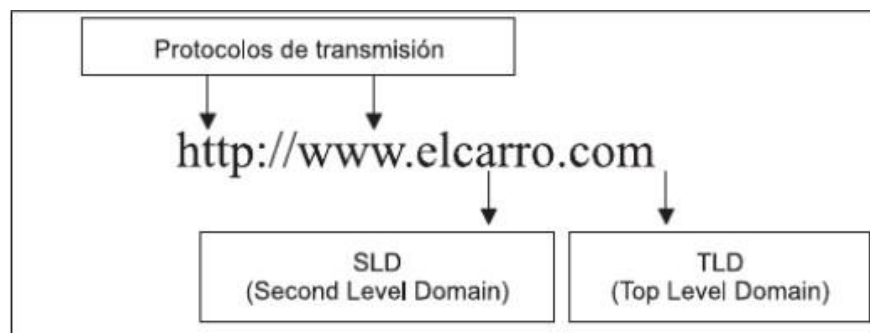 Protocolos de transmisión
http://www.elcarro.com
SLD
(Second Level Domain)
TLD
(Top Level Domain)